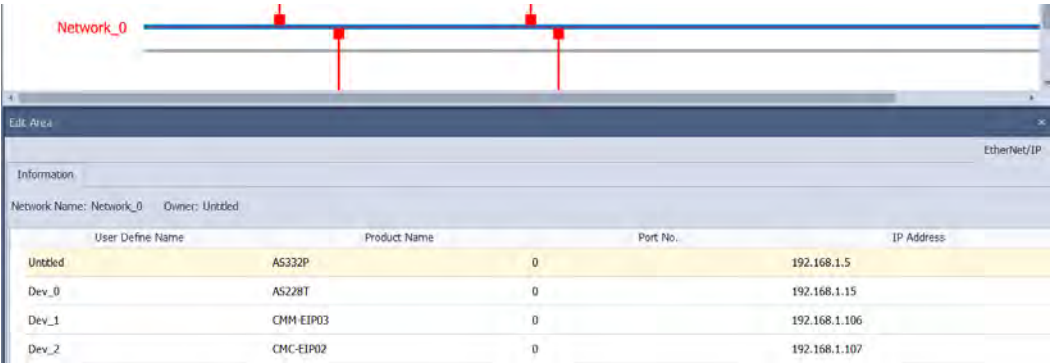 Network_0
Edit Area
EtherNet/IP
Information
Network Name: Network_0 Owner: Untitled
User Define Name Product Name Port No. IP Address
Untitled AS332P 0 192.168.1.5
Dev_0 AS228T 0 192.168.1.15
Dev_1 CMM-EIP03 0 192.168.1.106
Dev_2 CMC-EIP02 0 192.168.1.107